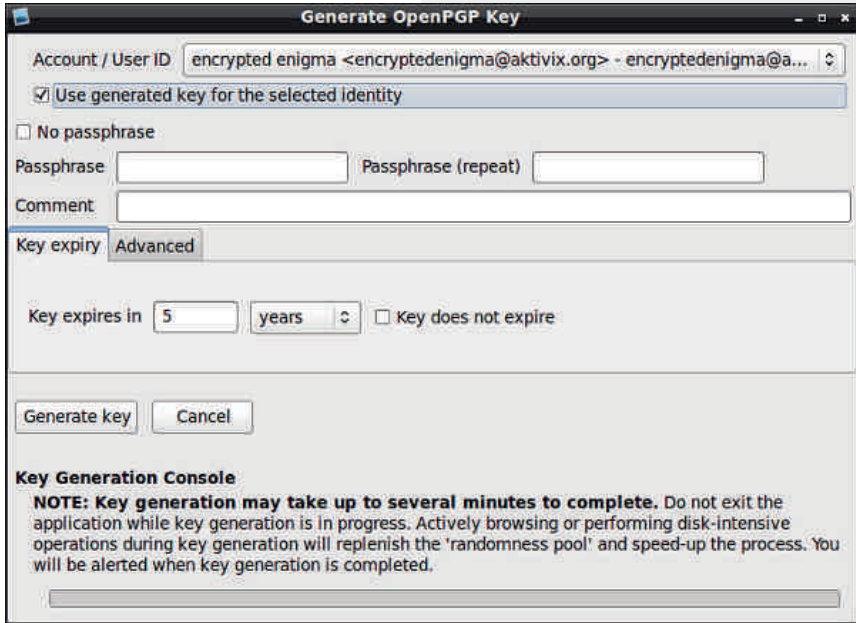 Generate OpenPGP Key
Account / User ID encrypted enigma <encryptedenigma@aktivix.org> - encryptedenigma@a...
Use generated key for the selected identity
No passphrase
Passphrase Passphrase (repeat)
Comment
Key expiry Advanced
Key expires in 5 years Key does not expire
Generate key Cancel
Key Generation Console
NOTE: Key generation may take up to several minutes to complete. Do not exit the
application while key generation is in progress. Actively browsing or performing disk-intensive
operations during key generation will replenish the 'randomness pool' and speed-up the process. You
will be alerted when key generation is completed.